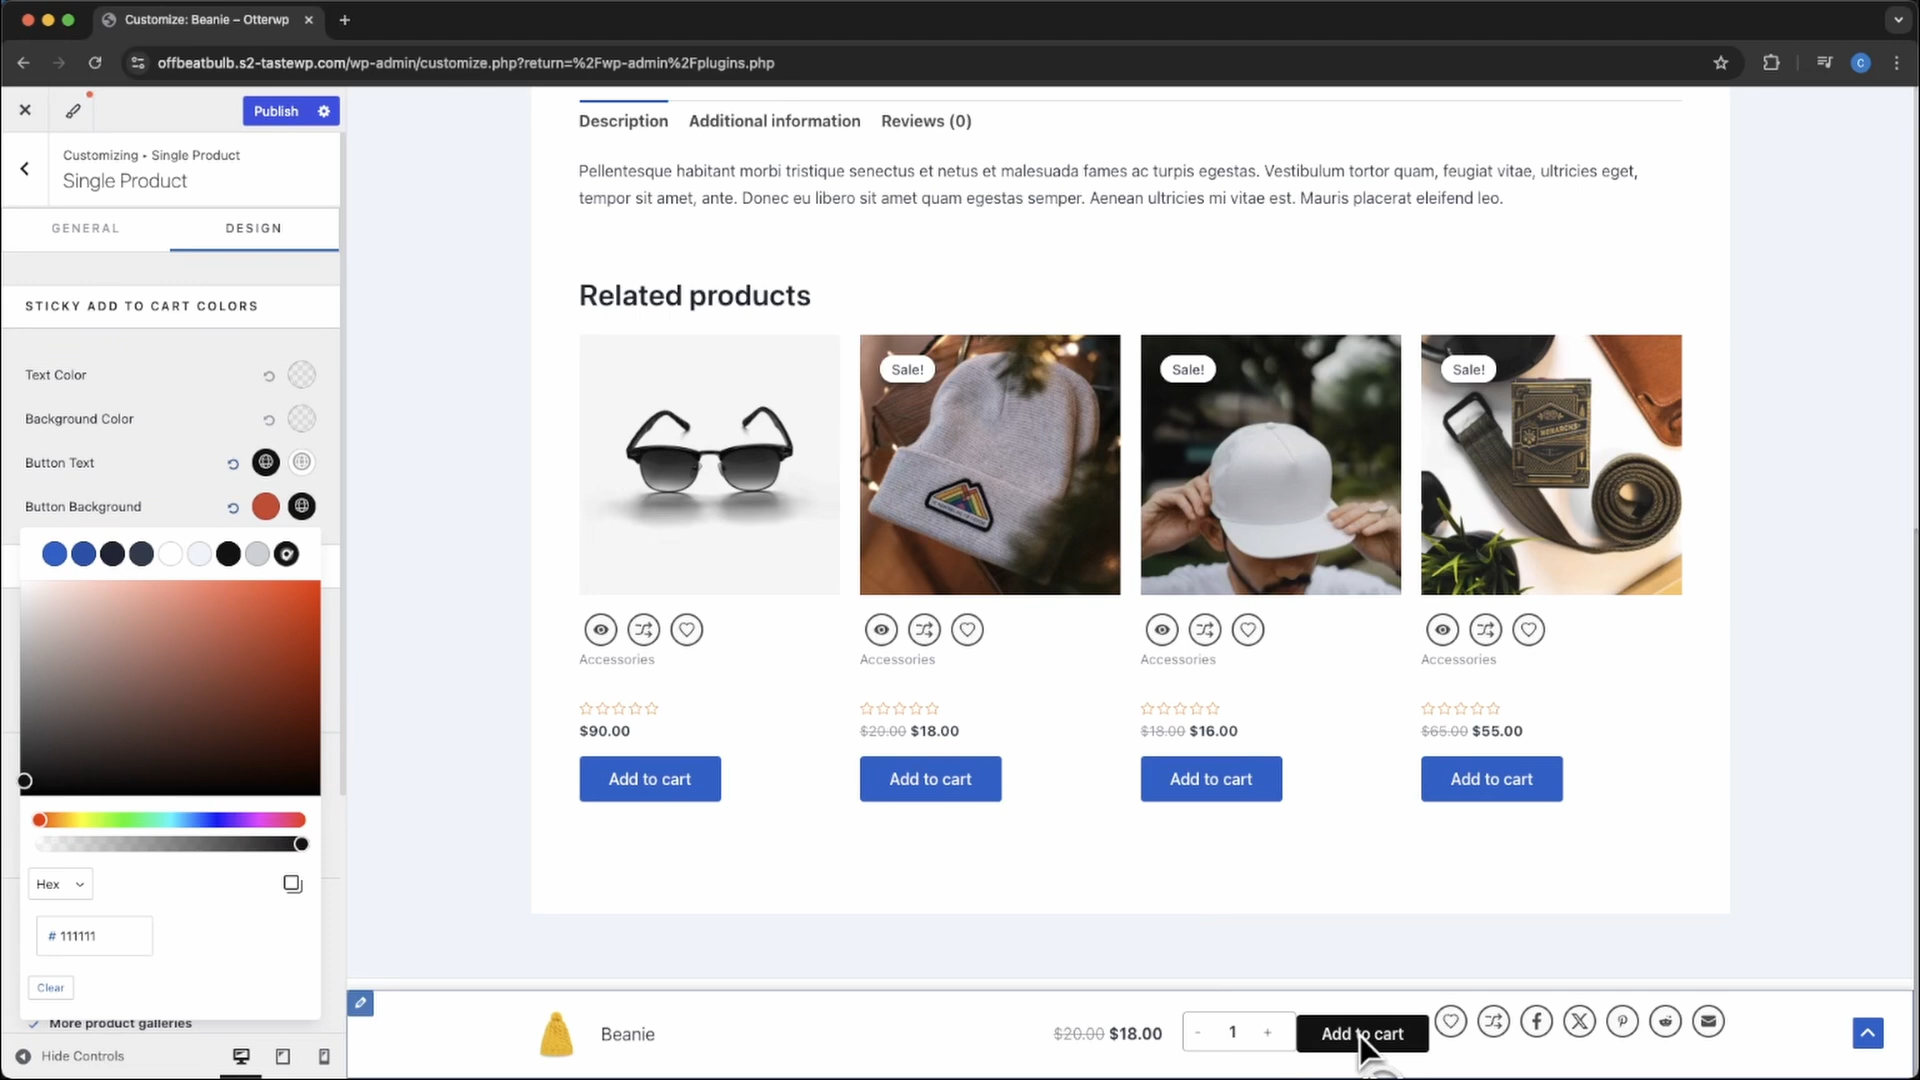 Customize: Beanie – Otterwp
offbeatbulb.s2-tastewp.com/wp-admin/customize.php?return=%2Fwp-admin%2Fplugins.php
C
Publish
Customizing • Single Product
Single Product
GENERAL
DESIGN
STICKY ADD TO CART COLORS
Text Color
Background Color
Button Text
Button Background
Hex
# 111111
Clear
More product galleries
Hide Controls
Description
Additional information
Reviews (0)
Pellentesque habitant morbi tristique senectus et netus et malesuada fames ac turpis egestas. Vestibulum tortor quam, feugiat vitae, ultricies eget,
tempor sit amet, ante. Donec eu libero sit amet quam egestas semper. Aenean ultricies mi vitae est. Mauris placerat eleifend leo.
Related products
Sale!
Sale!
Sale!
MONARCHS
Accessories
Accessories
Accessories
Accessories
$90.00
$20.00 $18.00
$18.00 $16.00
$65.00 $55.00
Add to cart
Add to cart
Add to cart
Add to cart
Beanie
$20.00 $18.00
- 1 +
Add to cart